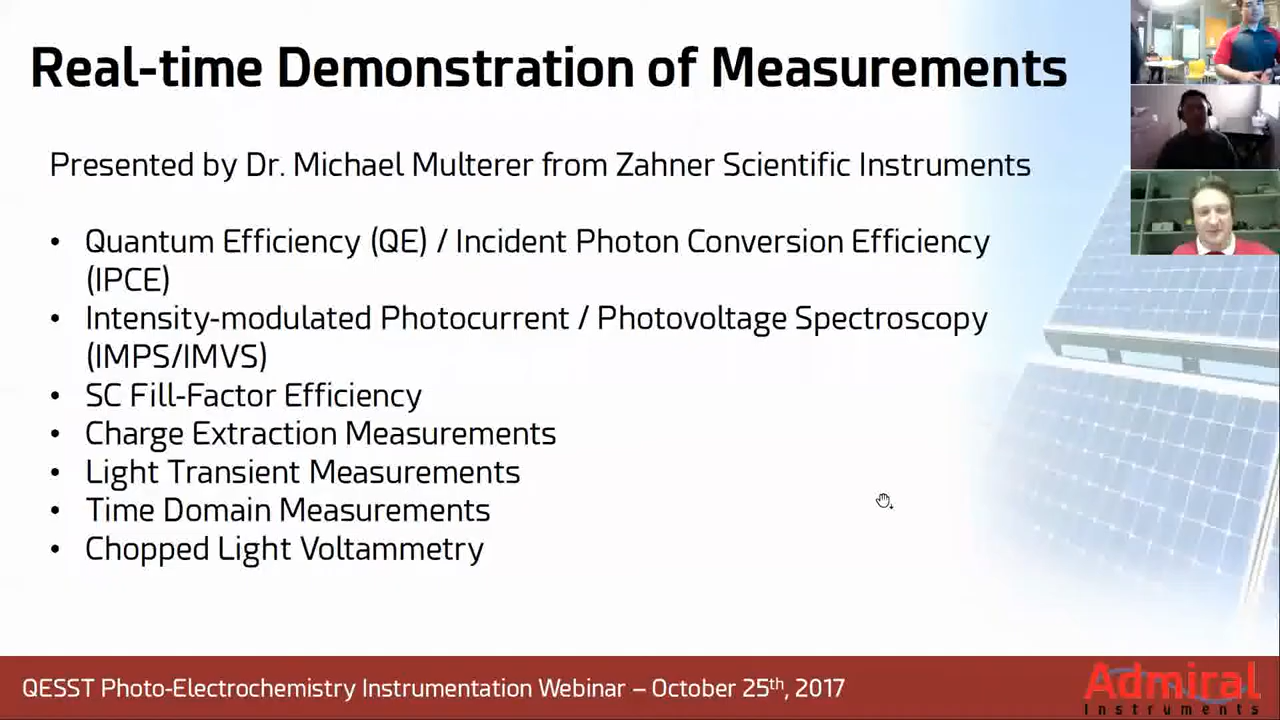 Real-time Demonstration of Measurements
Presented by Dr. Michael Multerer from Zahner Scientific Instruments
• Quantum Efficiency (QE) / Incident Photon Conversion Efficiency
(IPCE)
• Intensity-modulated Photocurrent / Photovoltage Spectroscopy
(IMPS/IMVS)
• SC Fill-Factor Efficiency
• Charge Extraction Measurements
• Light Transient Measurements
• Time Domain Measurements
• Chopped Light Voltammetry
QESST Photo-Electrochemistry Instrumentation Webinar – October 25th, 2017
Admiral
Instruments